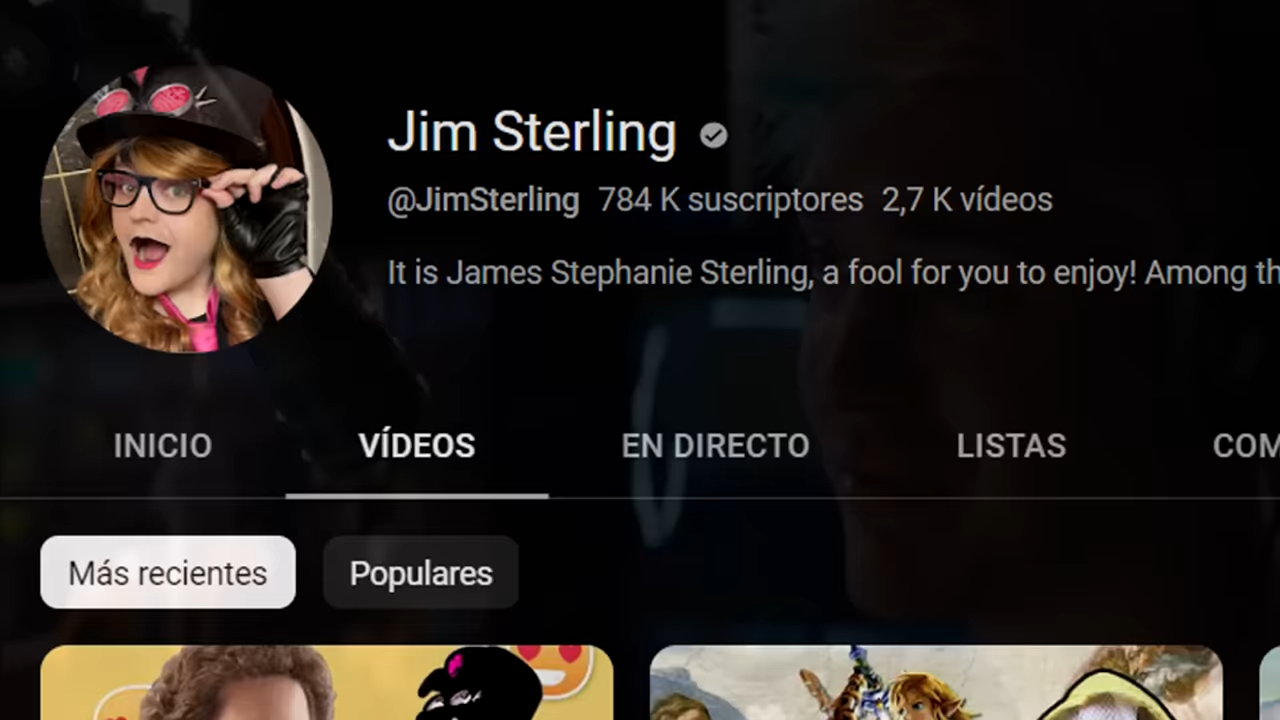 Jim Sterling
@JimSterling 784 K suscriptores 2,7 K vídeos
It is James Stephanie Sterling, a fool for you to enjoy! Among th
INICIO VÍDEOS EN DIRECTO LISTAS COM
Más recientes Populares